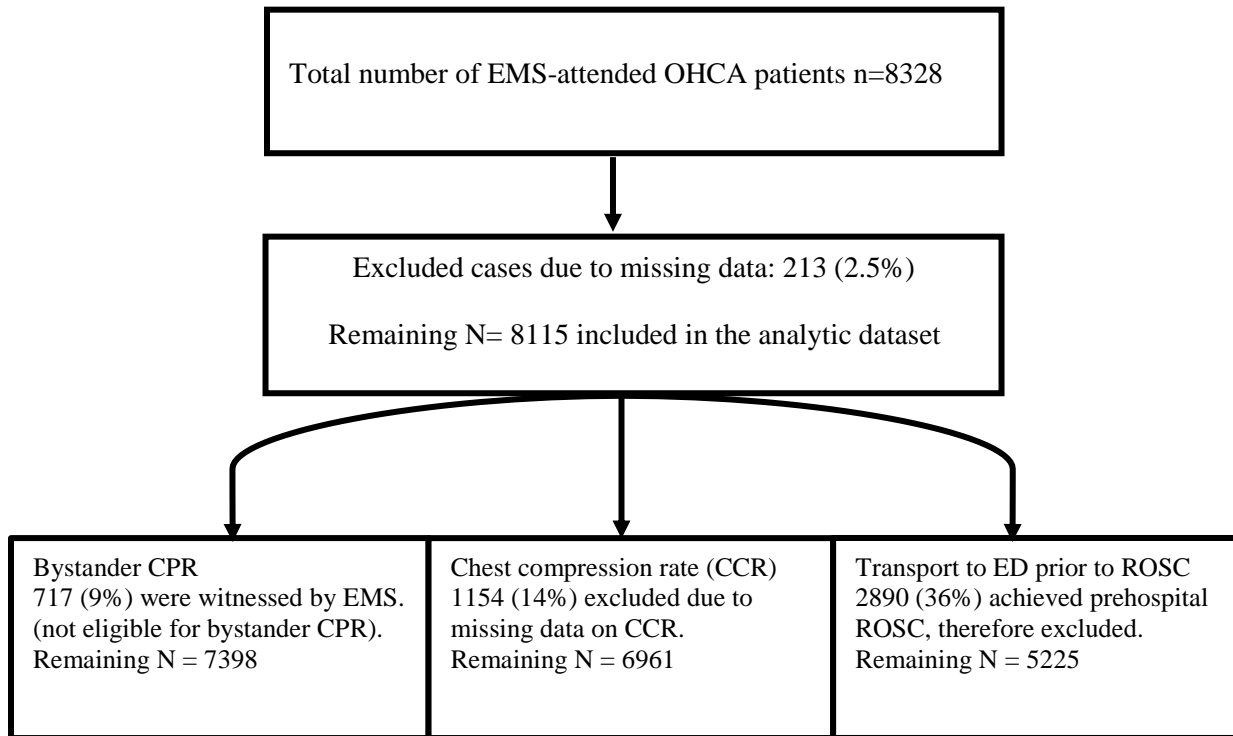 Total number of EMS-attended OHCA patients n=8328
Excluded cases due to missing data: 213 (2.5%)
Remaining N= 8115 included in the analytic dataset
Bystander CPR
717 (9%) were witnessed by EMS.
(not eligible for bystander CPR).
Remaining N = 7398
Chest compression rate (CCR)
1154 (14%) excluded due to
missing data on CCR.
Remaining N = 6961
Transport to ED prior to ROSC
2890 (36%) achieved prehospital
ROSC, therefore excluded.
Remaining N = 5225